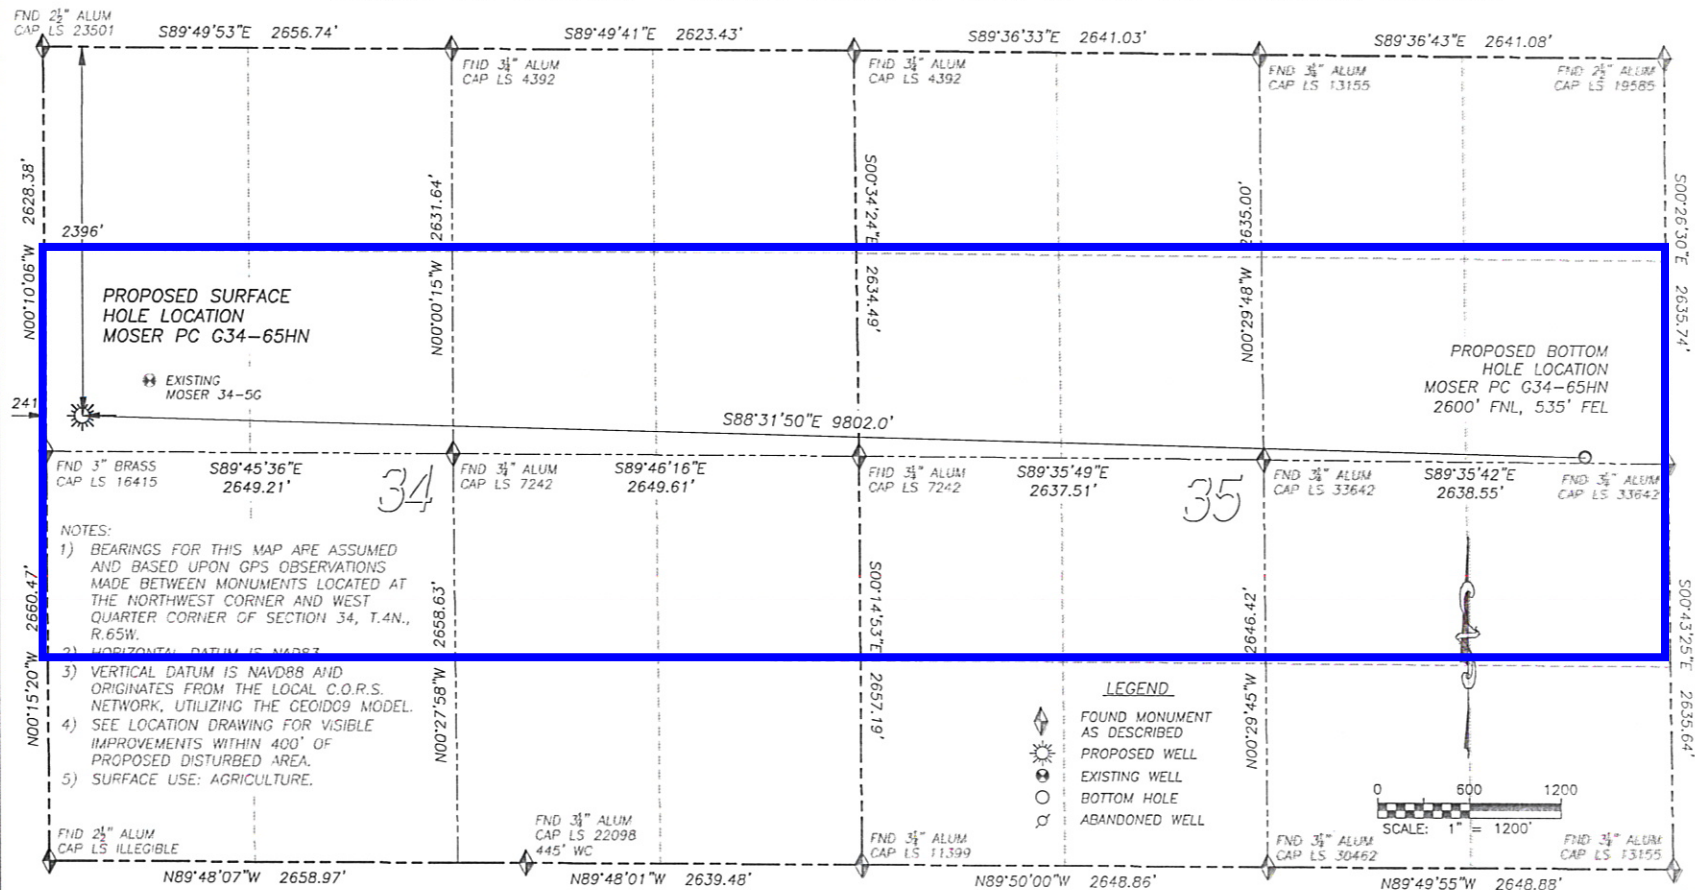 FND 2½" ALUM
CAP LS 23501
S89°49'53"E 2656.74'
S89°49'41"E 2623.43'
S89°36'33"E 2641.03'
S89°36'43"E 2641.08'
FND 3¼" ALUM
CAP LS 4392
FND 3¼" ALUM
CAP LS 4392
FND 3¼" ALUM
CAP LS 13155
FND 2½" ALUM
CAP LS 19585
N00°10'06"W 2628.38'
2396'
N00°00'15"W 2631.64'
S00°34'24"E 2634.49'
N00°29'48"W 2635.00'
S00°26'30"E 2635.74'
PROPOSED SURFACE
HOLE LOCATION
MOSER PC G34-65HN
EXISTING
MOSER 34-5G
241
PROPOSED BOTTOM
HOLE LOCATION
MOSER PC G34-65HN
2600' FNL, 535' FEL
S88°31'50"E 9802.0'
FND 3" BRASS
CAP LS 16415
S89°45'36"E
2649.21'
34
FND 3¼" ALUM
CAP LS 7242
S89°46'16"E
2649.61'
FND 3¼" ALUM
CAP LS 7242
S89°35'49"E
2637.51'
35
FND 3¼" ALUM
CAP LS 33642
S89°35'42"E
2638.55'
FND 3¼" ALUM
CAP LS 33642
NOTES:
1) BEARINGS FOR THIS MAP ARE ASSUMED
AND BASED UPON GPS OBSERVATIONS
MADE BETWEEN MONUMENTS LOCATED AT
THE NORTHWEST CORNER AND WEST
QUARTER CORNER OF SECTION 34, T.4N.,
R.65W.
2) HORIZONTAL DATUM IS NAD83
3) VERTICAL DATUM IS NAVD88 AND
ORIGINATES FROM THE LOCAL C.O.R.S.
NETWORK, UTILIZING THE GEOID09 MODEL.
4) SEE LOCATION DRAWING FOR VISIBLE
IMPROVEMENTS WITHIN 400' OF
PROPOSED DISTURBED AREA.
5) SURFACE USE: AGRICULTURE.
N00°15'20"W 2660.47'
N00°27'58"W 2658.63'
S00°14'53"E 2657.19'
N00°29'45"W 2646.42'
S00°43'25"E 2635.64'
LEGEND
FOUND MONUMENT
AS DESCRIBED
PROPOSED WELL
EXISTING WELL
BOTTOM HOLE
ABANDONED WELL
0 600 1200
SCALE: 1" = 1200'
FND 2½" ALUM
CAP LS ILLEGIBLE
FND 3¼" ALUM
CAP LS 22098
445' WC
FND 3¼" ALUM
CAP LS 11399
FND 3¼" ALUM
CAP LS 30462
FND 3¼" ALUM
CAP LS 13155
N89°48'07"W 2658.97'
N89°48'01"W 2639.48'
N89°50'00"W 2648.86'
N89°49'55"W 2648.88'